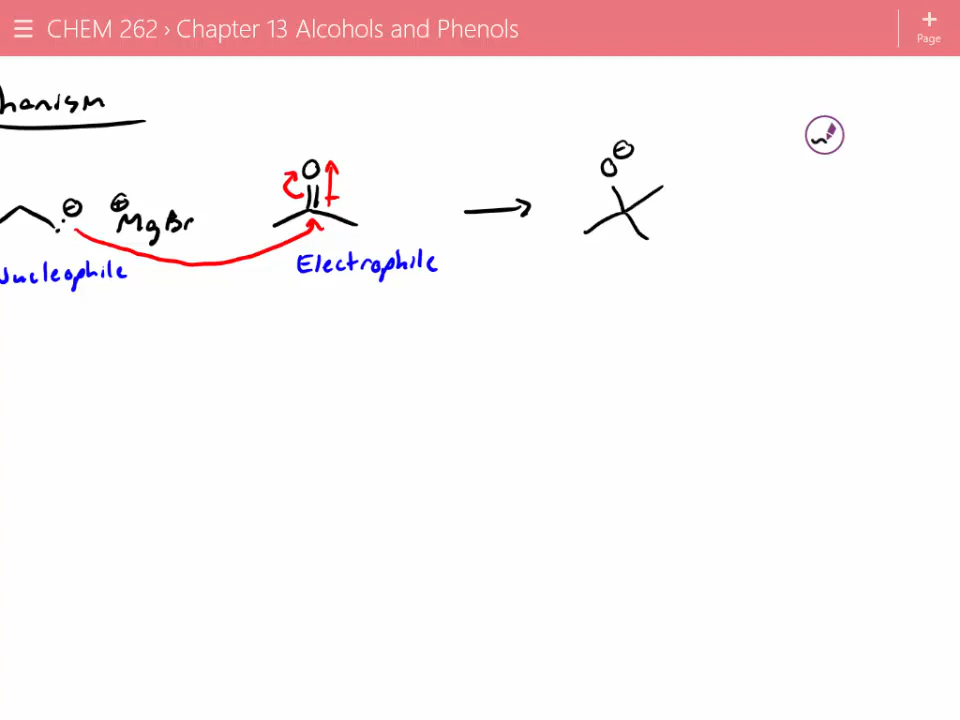 CHEM 262 › Chapter 13 Alcohols and Phenols
Page
hanism
O ⊖
O
⊖ ⊕ MgBr
Nucleophile
Electrophile